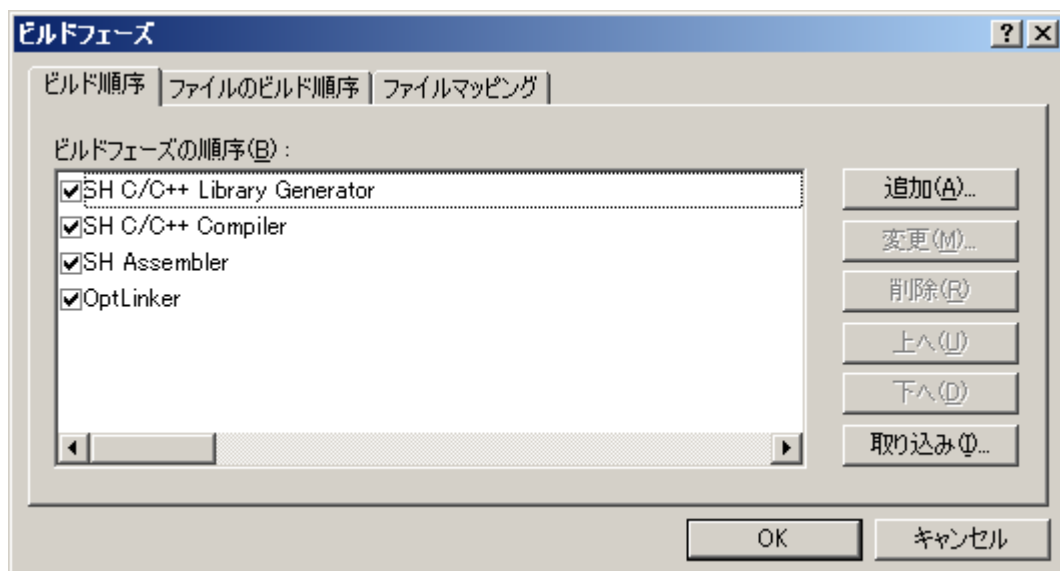 ビルドフェーズ
ビルド順序 ファイルのビルド順序 ファイルマッピング
ビルドフェーズの順序(B) :
SH C/C++ Library Generator
SH C/C++ Compiler
SH Assembler
OptLinker
追加(A)...
変更(M)...
削除(R)
上へ(U)
下へ(D)
取り込み(I)...
OK キャンセル